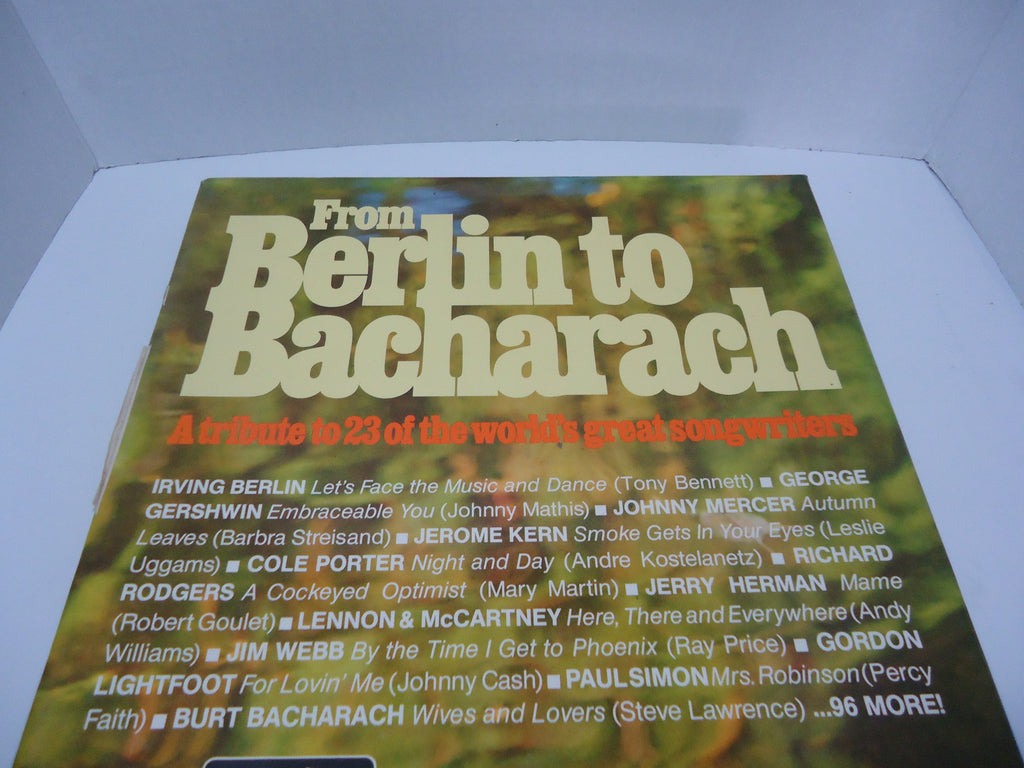 From
Berlin to
Bacharach
A tribute to 23 of the world's great songwriters
IRVING BERLIN Let's Face the Music and Dance (Tony Bennett) ■ GEORGE
GERSHWIN Embraceable You (Johnny Mathis) ■ JOHNNY MERCER Autumn
Leaves (Barbra Streisand) ■ JEROME KERN Smoke Gets In Your Eyes (Leslie
Uggams) ■ COLE PORTER Night and Day (Andre Kostelanetz) ■ RICHARD
RODGERS A Cockeyed Optimist (Mary Martin) ■ JERRY HERMAN Mame
(Robert Goulet) ■ LENNON & McCARTNEY Here, There and Everywhere (Andy
Williams) ■ JIM WEBB By the Time I Get to Phoenix (Ray Price) ■ GORDON
LIGHTFOOT For Lovin' Me (Johnny Cash) ■ PAUL SIMON Mrs. Robinson (Percy
Faith) ■ BURT BACHARACH Wives and Lovers (Steve Lawrence) ...96 MORE!